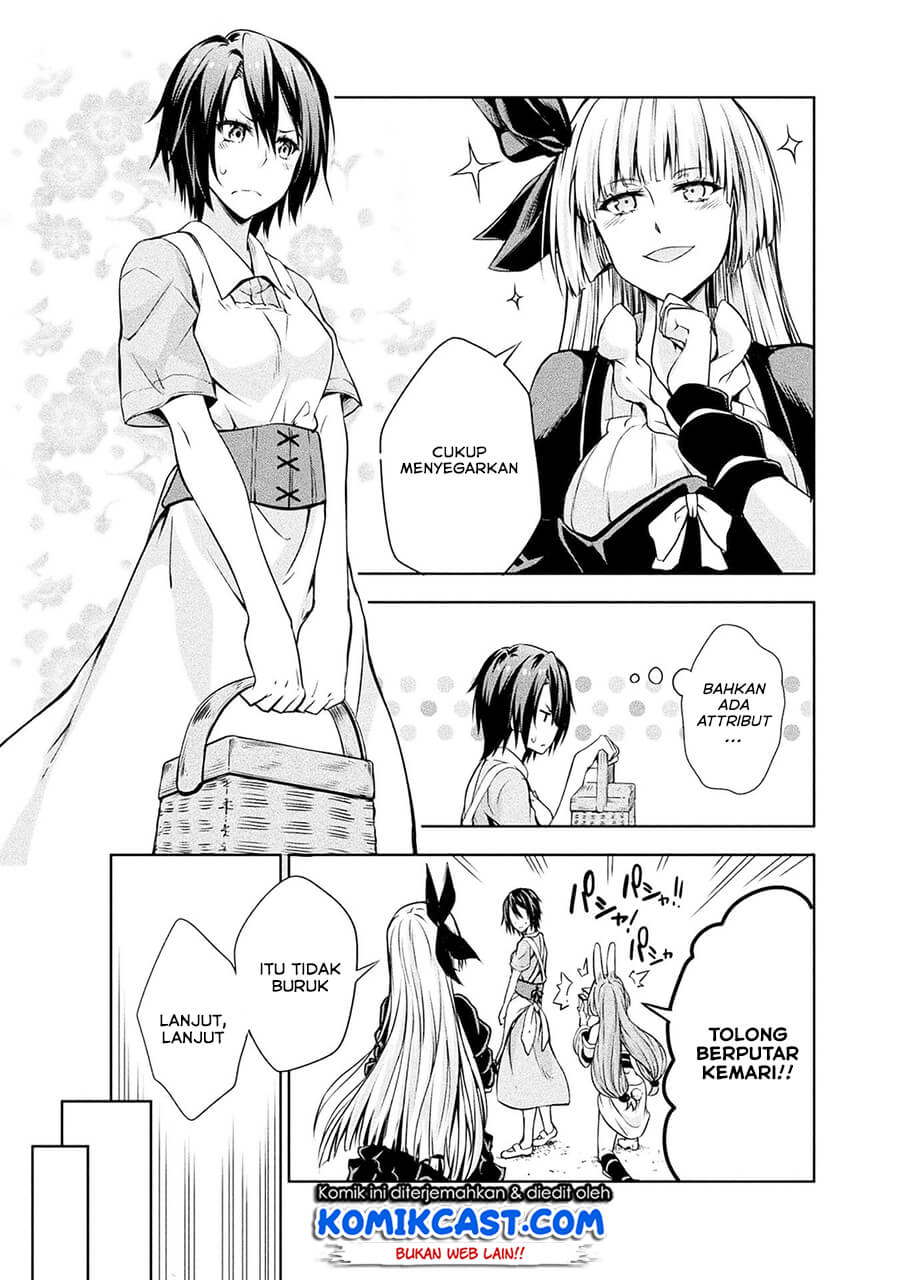 CUKUP
MENYEGARKAN
BAHKAN
ADA
ATTRIBUT
...
パシャ!!
パシャ!
パシャ
TOLONG
BERPUTAR
KEMARI!!
ITU TIDAK
BURUK
LANJUT,
LANJUT
Komik ini diterjemahkan & diedit oleh
KOMIKCAST.COM
BUKAN WEB LAIN!!